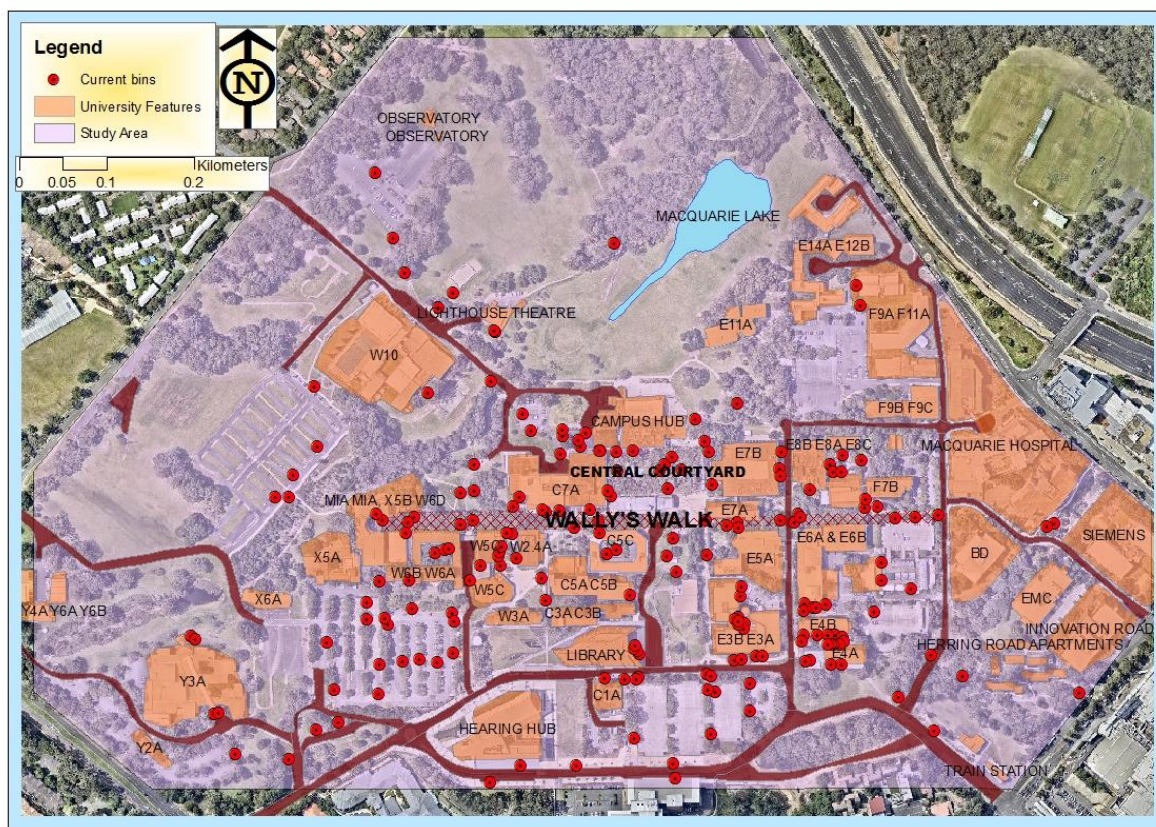 Legend
Current bins
University Features
Study Area
N
Kilometers
0 0.05 0.1 0.2
OBSERVATORY
OBSERVATORY
MACQUARIE LAKE
E14A E12B
LIGHTHOUSE THEATRE
F9A F11A
E11A
W10
F9B F9C
CAMPUS HUB
MACQUARIE HOSPITAL
E8B E8A E8C
E7B
CENTRAL COURTYARD
F7B
C7A
MIA MIA X5B W6D
E7A
WALLY'S WALK
E6A & E6B
SIEMENS
W5C W2.4A
C5C
X5A
E5A
BD
W6B W6A
C5A C5B
W5C
X6A
EMC
Y4A Y6A Y6B
W3A
C3A C3B
E4B
INNOVATION ROAD
E3B E3A
HERRING ROAD APARTMENTS
LIBRARY
E4A
Y3A
C1A
HEARING HUB
Y2A
TRAIN STATION